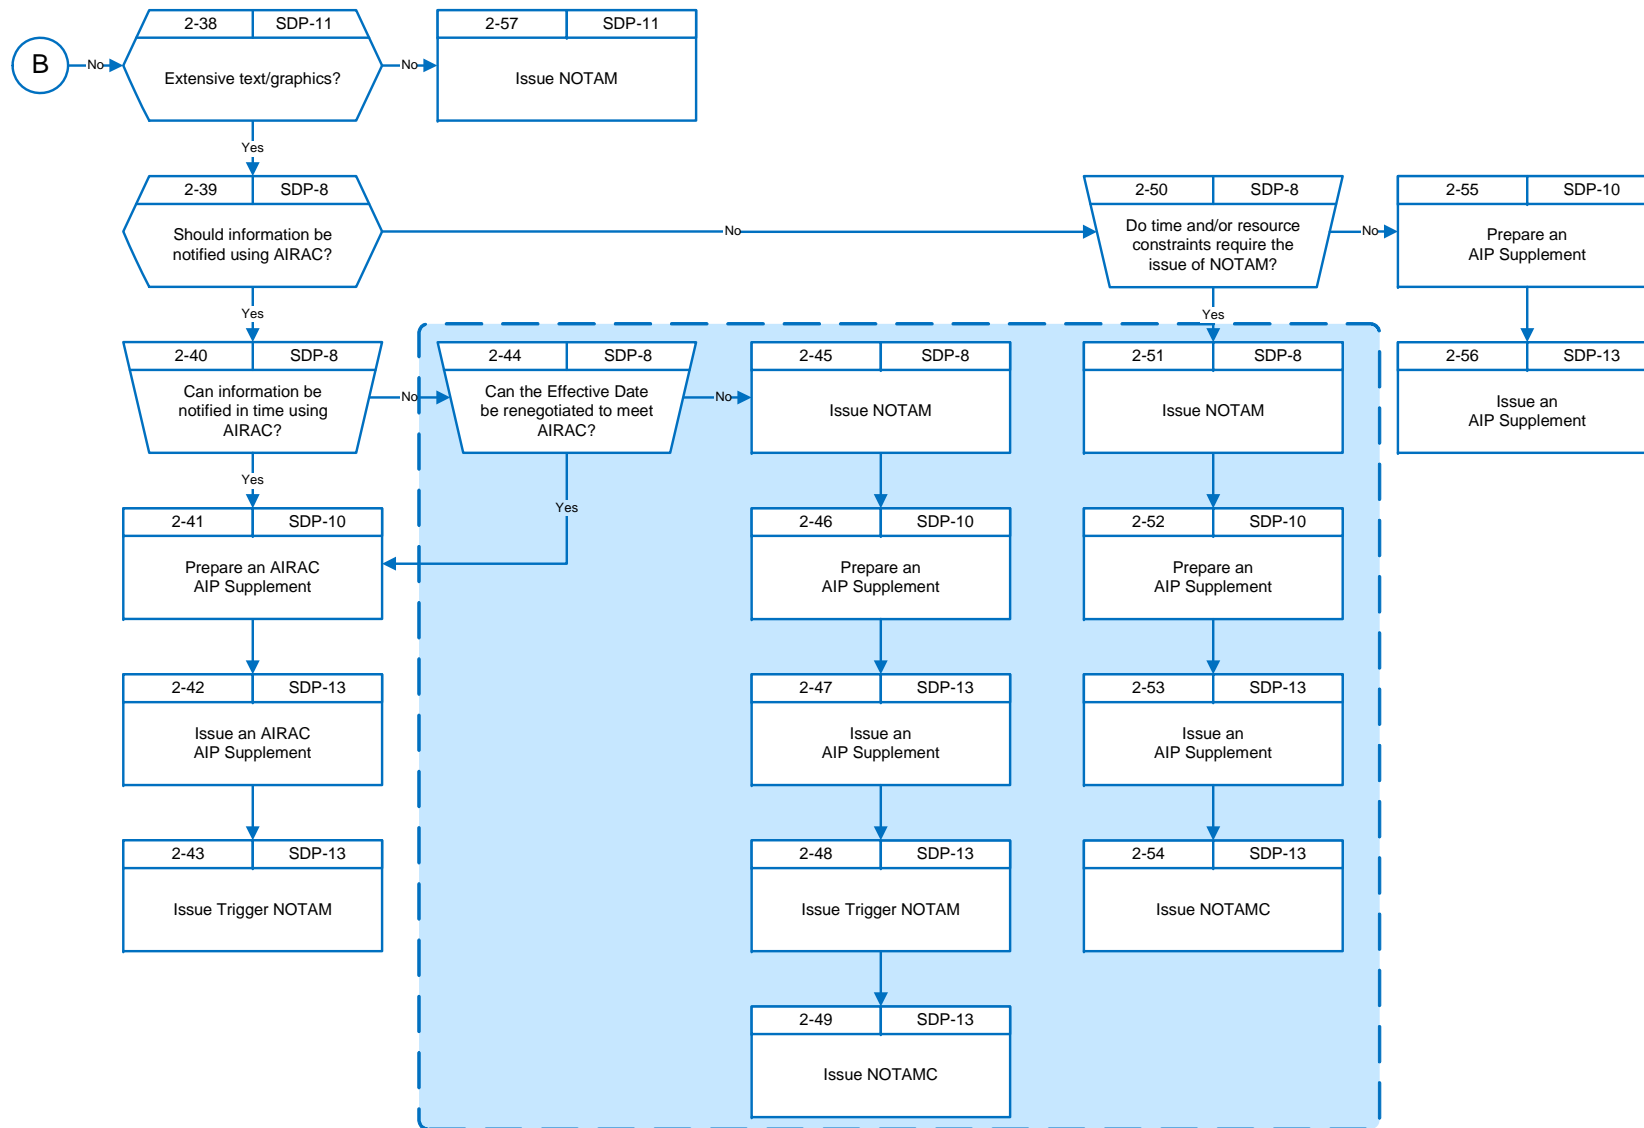 2-38 SDP-11
B
No
Extensive text/graphics?
No
2-57 SDP-11
Issue NOTAM
Yes
2-39 SDP-8
Should information be
notified using AIRAC?
No
2-50 SDP-8
Do time and/or resource
constraints require the
issue of NOTAM?
No
2-55 SDP-10
Prepare an
AIP Supplement
Yes
Yes
2-40 SDP-8
Can information be
notified in time using
AIRAC?
No
2-44 SDP-8
Can the Effective Date
be renegotiated to meet
AIRAC?
No
2-45 SDP-8
Issue NOTAM
2-51 SDP-8
Issue NOTAM
2-56 SDP-13
Issue an
AIP Supplement
Yes
Yes
2-41 SDP-10
Prepare an AIRAC
AIP Supplement
2-46 SDP-10
Prepare an
AIP Supplement
2-52 SDP-10
Prepare an
AIP Supplement
2-42 SDP-13
Issue an AIRAC
AIP Supplement
2-47 SDP-13
Issue an
AIP Supplement
2-53 SDP-13
Issue an
AIP Supplement
2-43 SDP-13
Issue Trigger NOTAM
2-48 SDP-13
Issue Trigger NOTAM
2-54 SDP-13
Issue NOTAMC
2-49 SDP-13
Issue NOTAMC